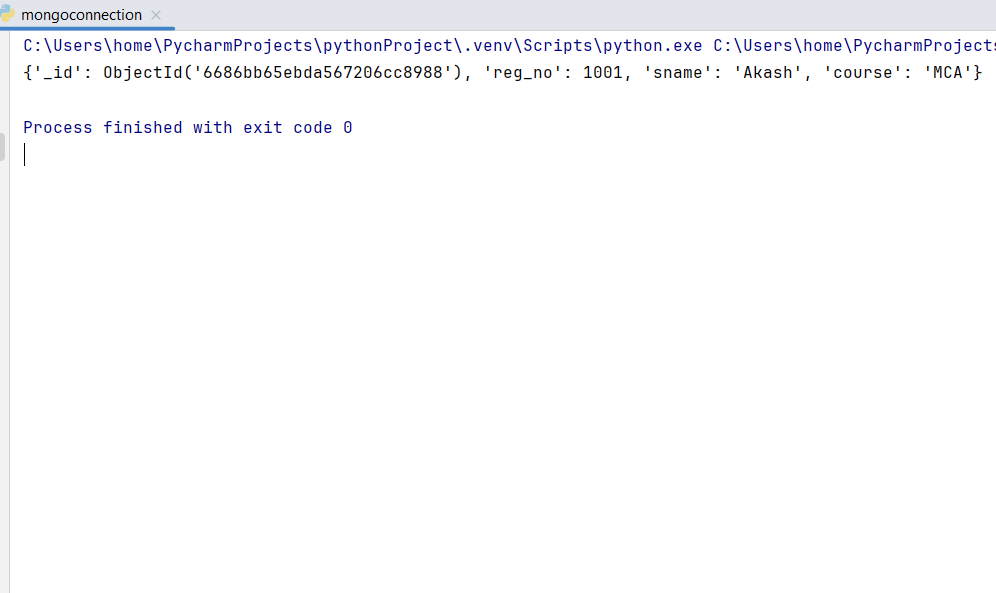 mongoconnection
C:\Users\home\PycharmProjects\pythonProject\.venv\Scripts\python.exe C:\Users\home\PycharmProjects
{'_id': ObjectId('6686bb65ebda567206cc8988'), 'reg_no': 1001, 'sname': 'Akash', 'course': 'MCA'}
Process finished with exit code 0